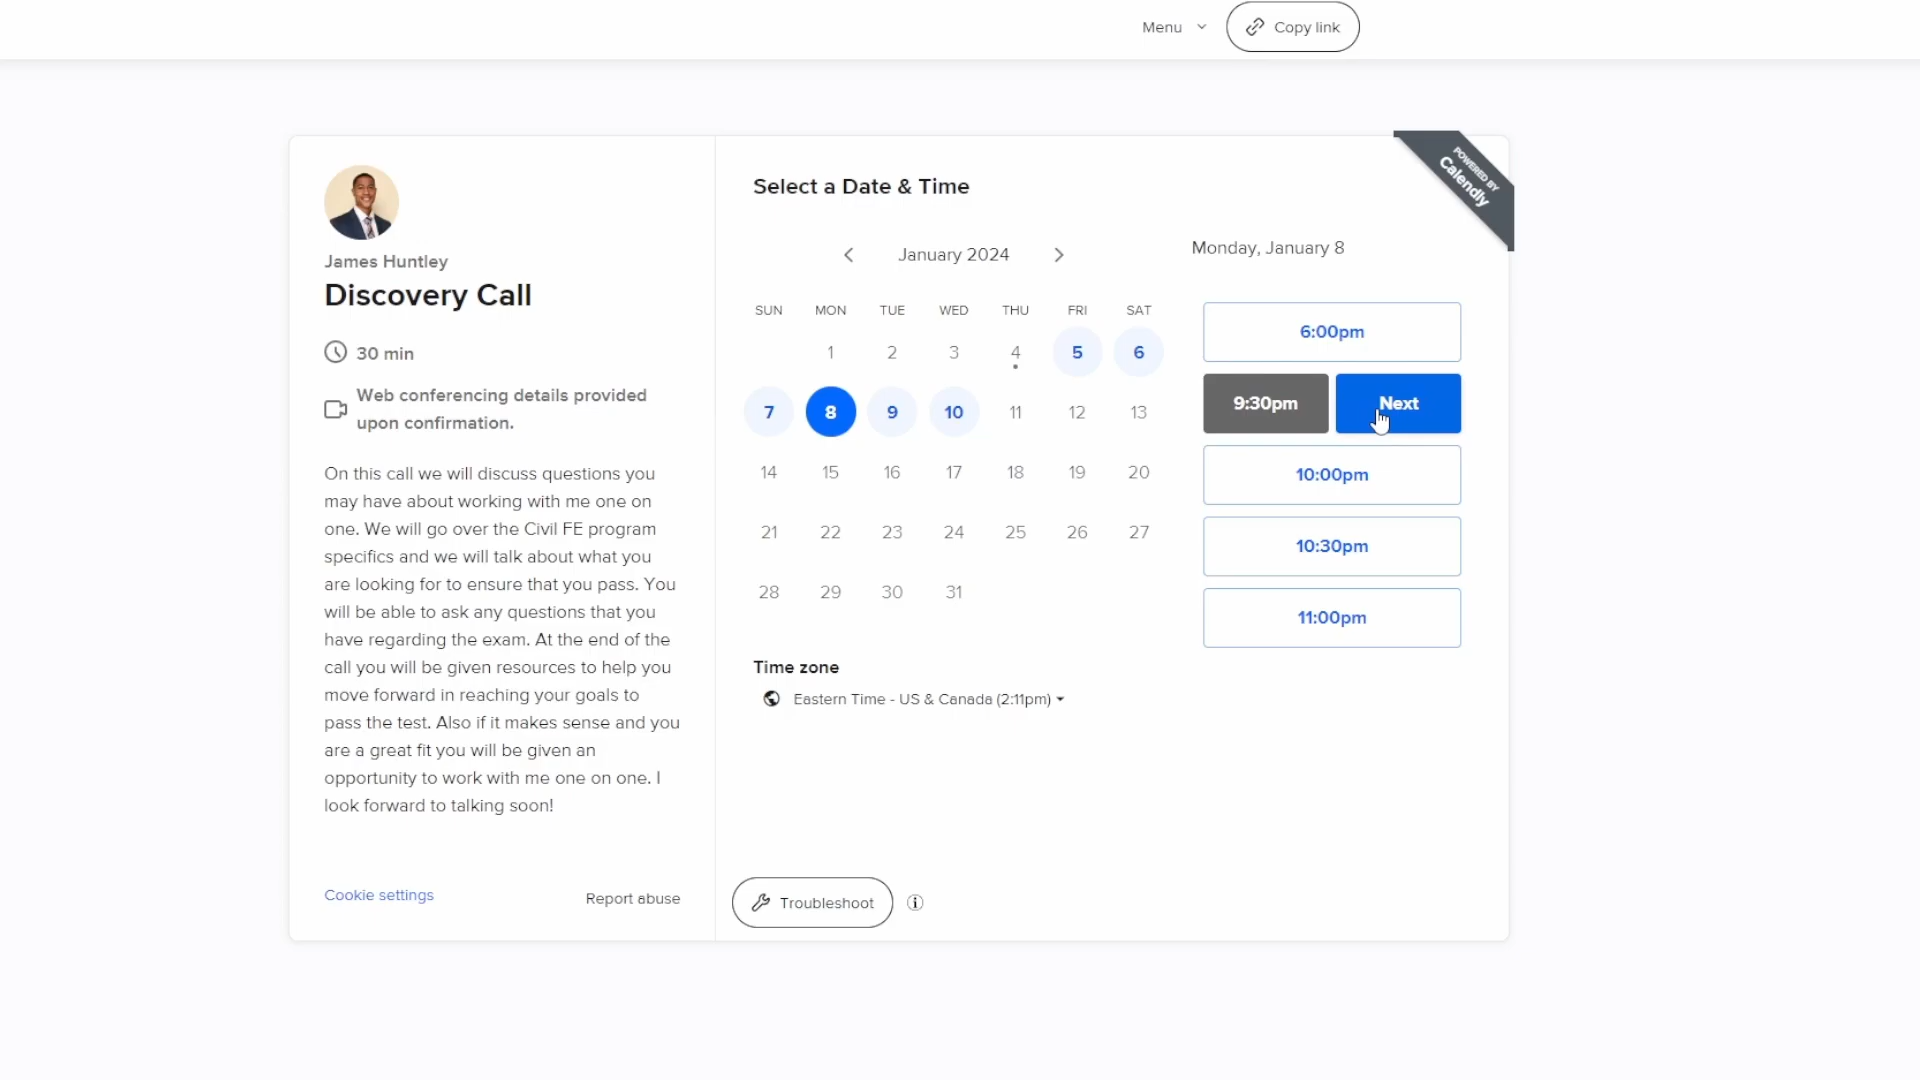 Menu
Copy link
POWERED BY
Calendly
James Huntley
Discovery Call
30 min
Web conferencing details provided
upon confirmation.
On this call we will discuss questions you
may have about working with me one on
one. We will go over the Civil FE program
specifics and we will talk about what you
are looking for to ensure that you pass. You
will be able to ask any questions that you
have regarding the exam. At the end of the
call you will be given resources to help you
move forward in reaching your goals to
pass the test. Also if it makes sense and you
are a great fit you will be given an
opportunity to work with me one on one. I
look forward to talking soon!
Cookie settings
Report abuse
Select a Date & Time
January 2024
SUN MON TUE WED THU FRI SAT
1 2 3 4 5 6
7 8 9 10 11 12 13
14 15 16 17 18 19 20
21 22 23 24 25 26 27
28 29 30 31
Time zone
Eastern Time - US & Canada (2:11pm)
Troubleshoot
Monday, January 8
6:00pm
9:30pm Next
10:00pm
10:30pm
11:00pm